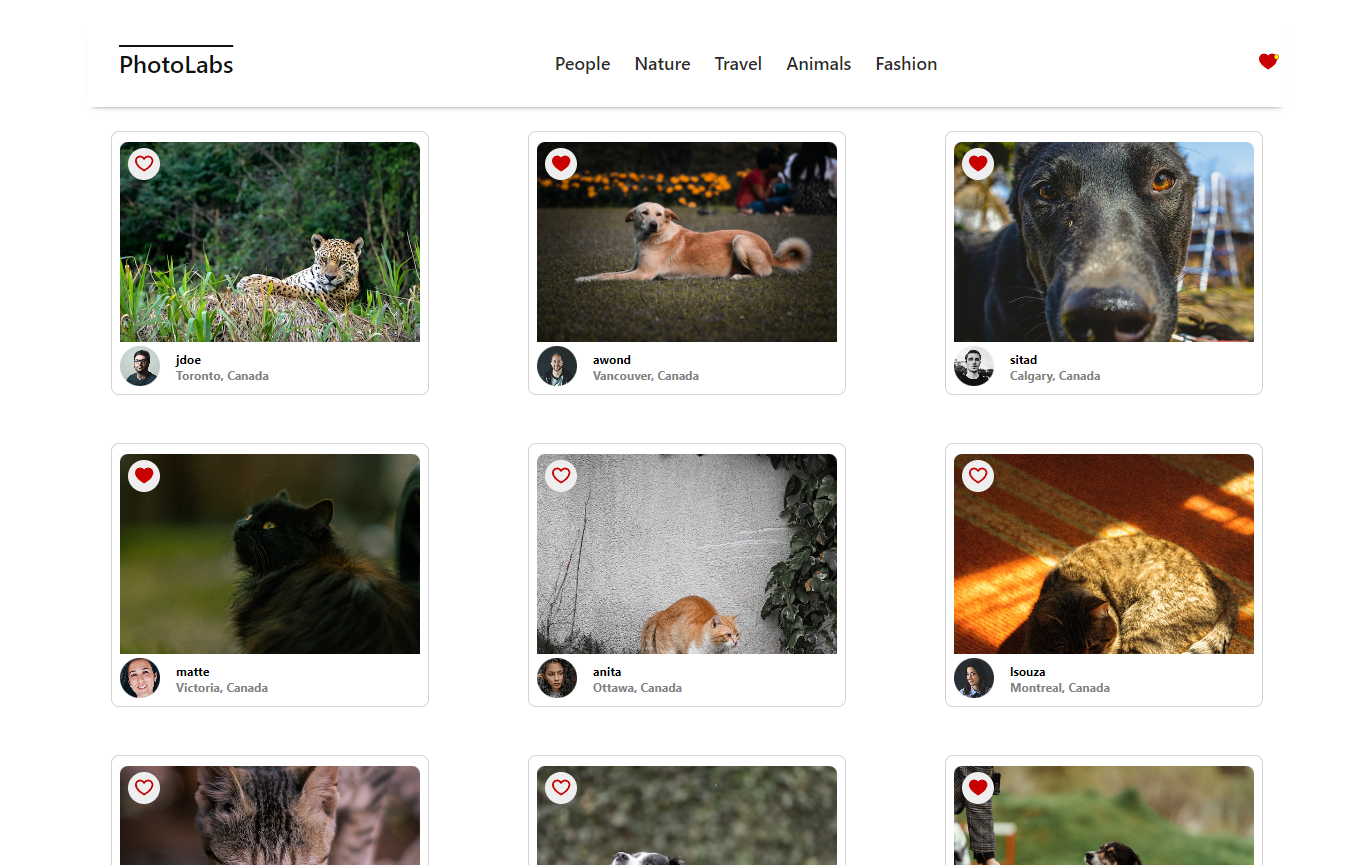 PhotoLabs
People Nature Travel Animals Fashion
jdoe
Toronto, Canada
awond
Vancouver, Canada
sitad
Calgary, Canada
matte
Victoria, Canada
anita
Ottawa, Canada
lsouza
Montreal, Canada